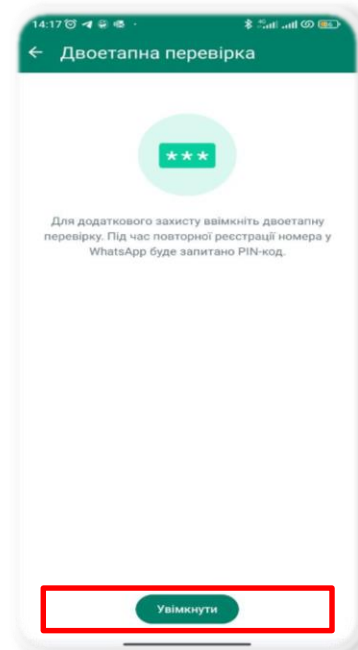 14:17
Двоетапна перевірка
***
Для додаткового захисту ввімкніть двоетапну
перевірку. Під час повторної реєстрації номера у
WhatsApp буде запитано PIN-код.
Увімкнути